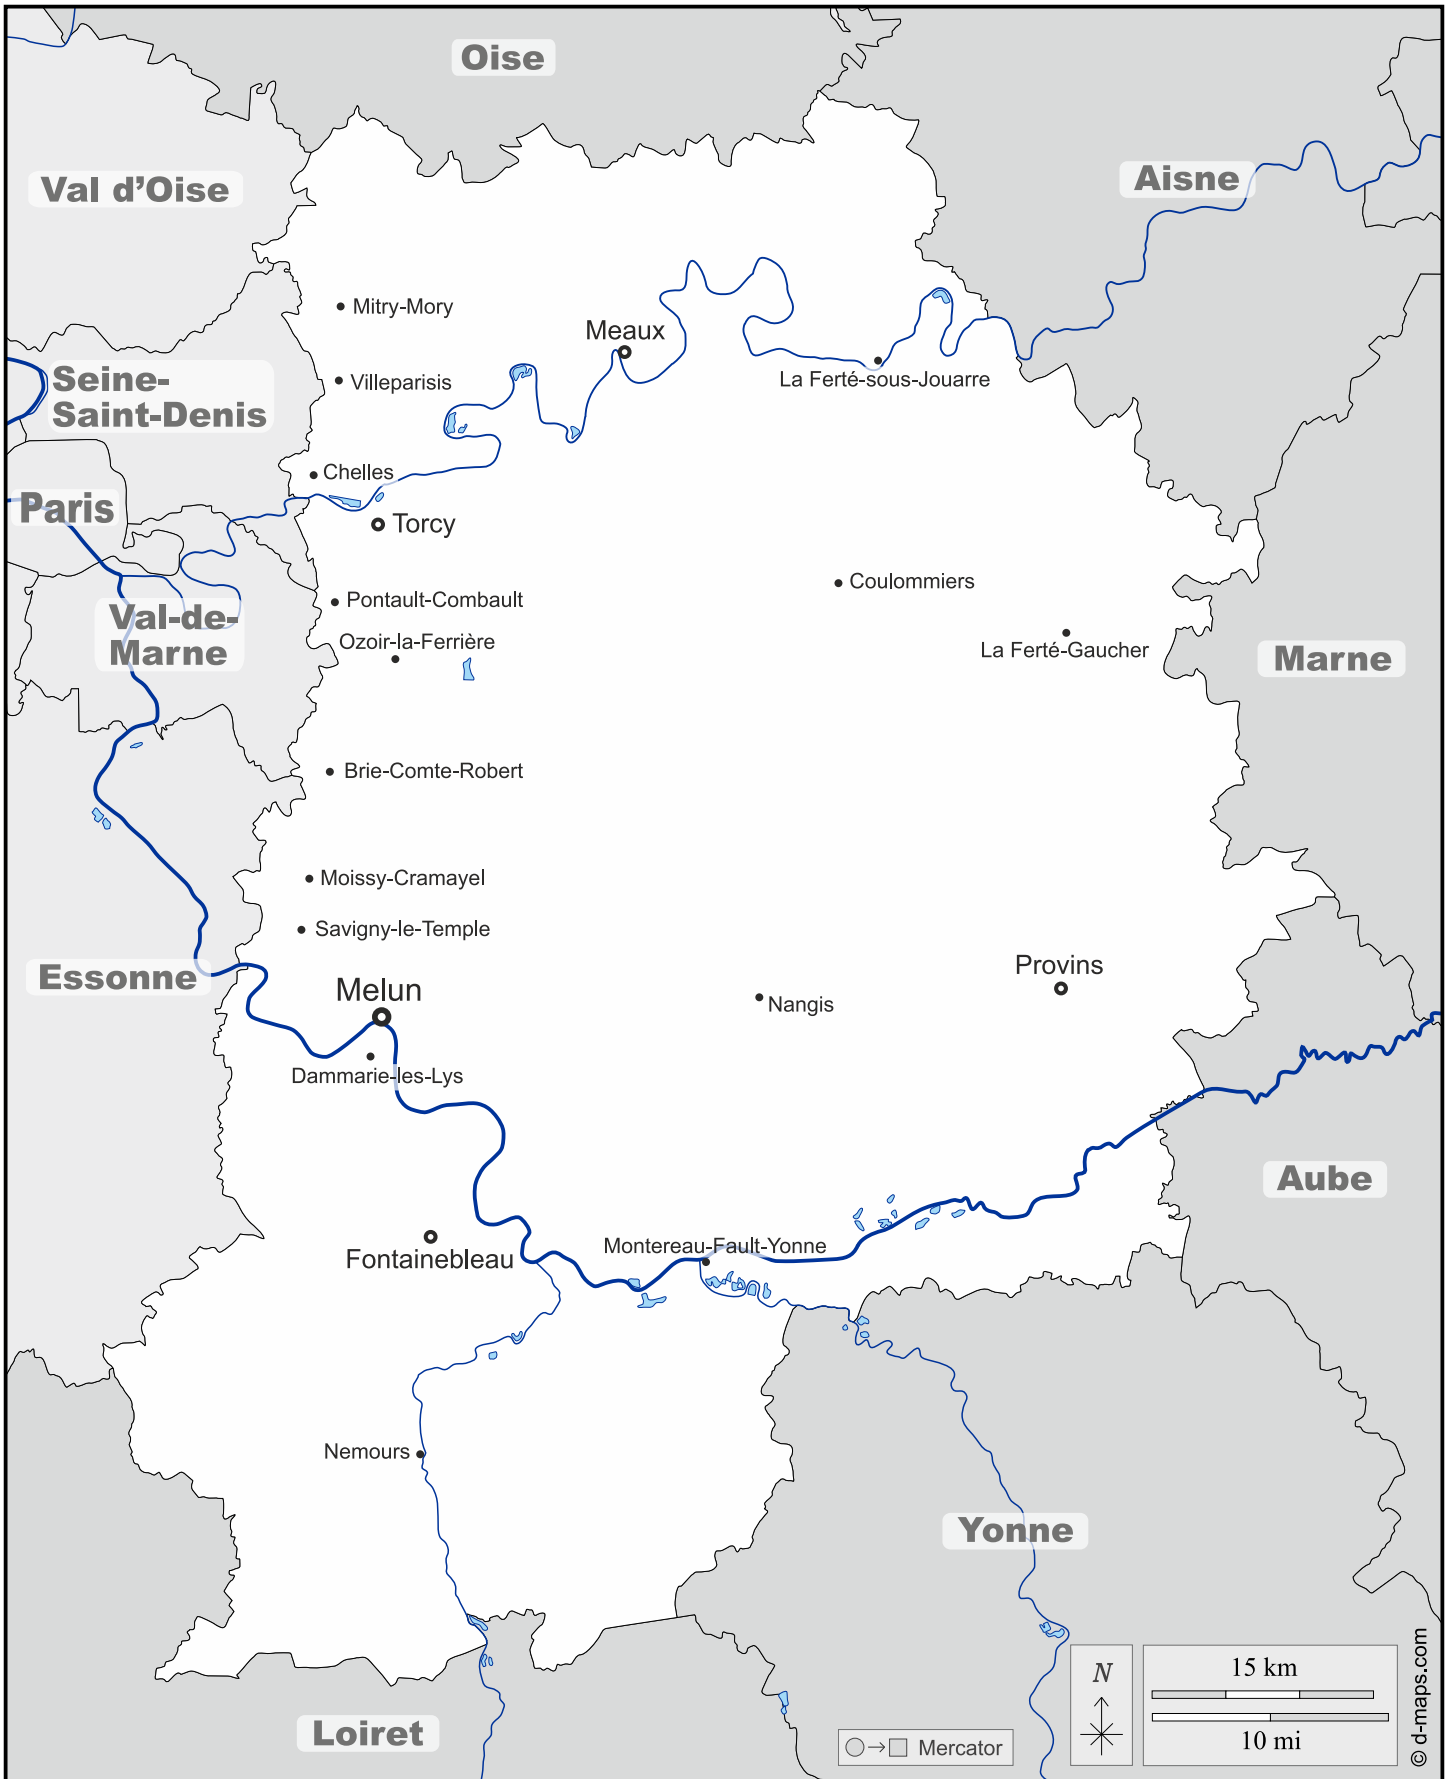 Oise
Val d’Oise
Aisne
Mitry-Mory
Meaux
Villeparisis
La Ferté-sous-Jouarre
Seine-
Saint-Denis
Chelles
Paris
Torcy
Coulommiers
Pontault-Combault
Val-de-
Marne
Ozoir-la-Ferrière
La Ferté-Gaucher
Marne
Brie-Comte-Robert
Moissy-Cramayel
Savigny-le-Temple
Essonne
Provins
Melun
Nangis
Dammarie-les-Lys
Aube
Montereau-Fault-Yonne
Fontainebleau
Nemours
Yonne
Loiret
Mercator
N
15 km
10 mi
© d-maps.com